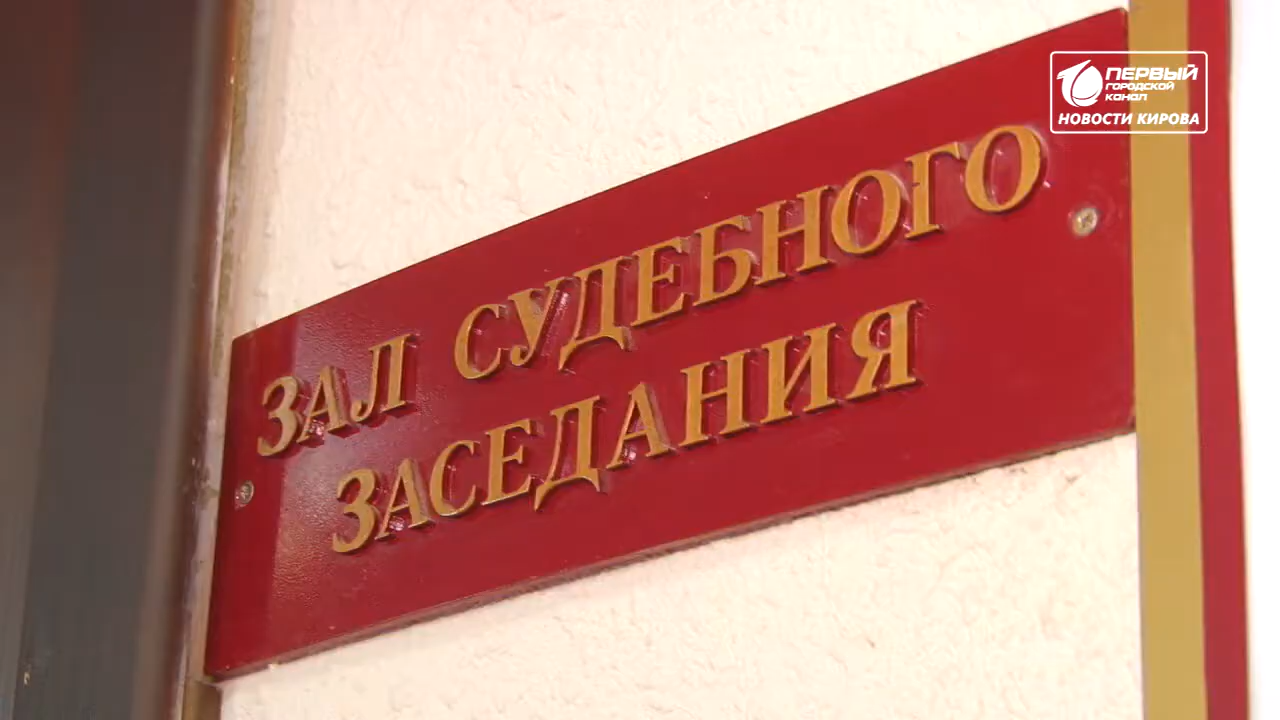 ПЕРВЫЙ
ГОРОДСКОЙ
КАНАЛ
НОВОСТИ КИРОВА
ЗАЛ СУДЕБНОГО
ЗАСЕДАНИЯ